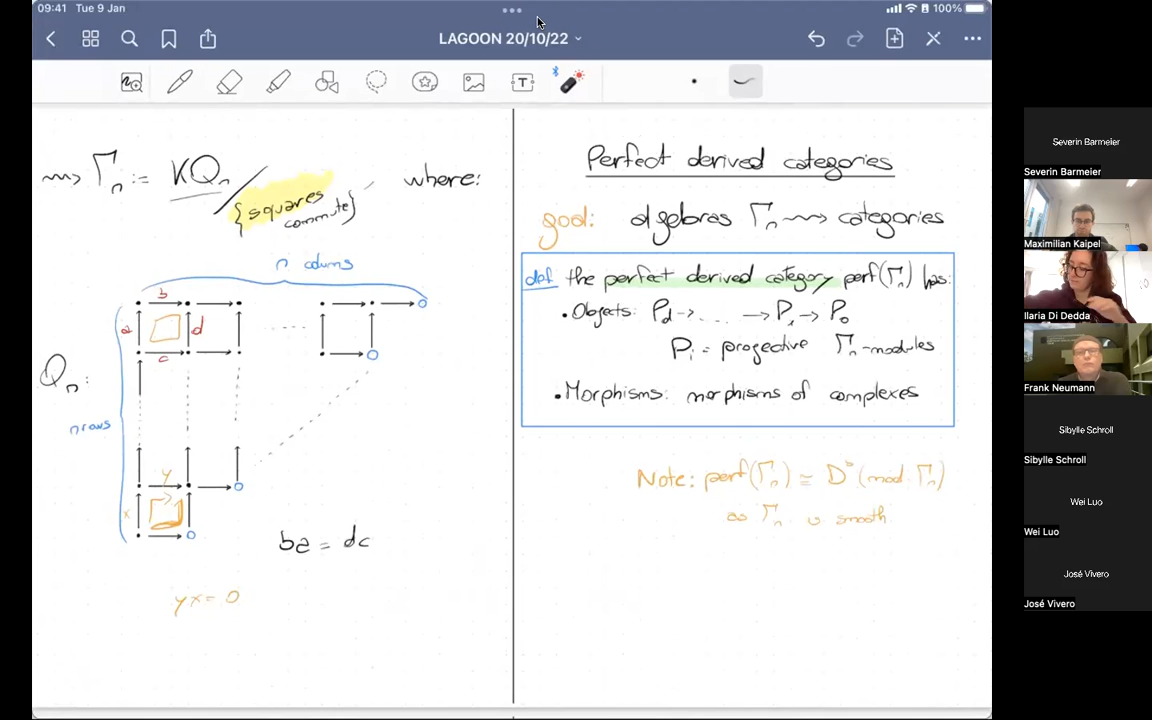 09:41 Tue 9 Jan
100%
LAGOON 20/10/22
⇝ Γn := KQn / {squares commute} where:
n colums
b
a
d
c
Qn:
n rows
y
x
ba = dc
yx = 0
Perfect derived categories
goal: algebras Γn ⇝ categories
def the perfect derived category perf(Γn) has:
• Objects: Pd → ... → P1 → P0
Pi = projective Γn-modules
• Morphisms: morphisms of complexes
Note: perf(Γn) ≅ Db(mod Γn)
as Γn is smooth
Severin Barmeier
Severin Barmeier
Maximilian Kaipel
Ilaria Di Dedda
Frank Neumann
Sibylle Schroll
Sibylle Schroll
Wei Luo
Wei Luo
José Vivero
José Vivero